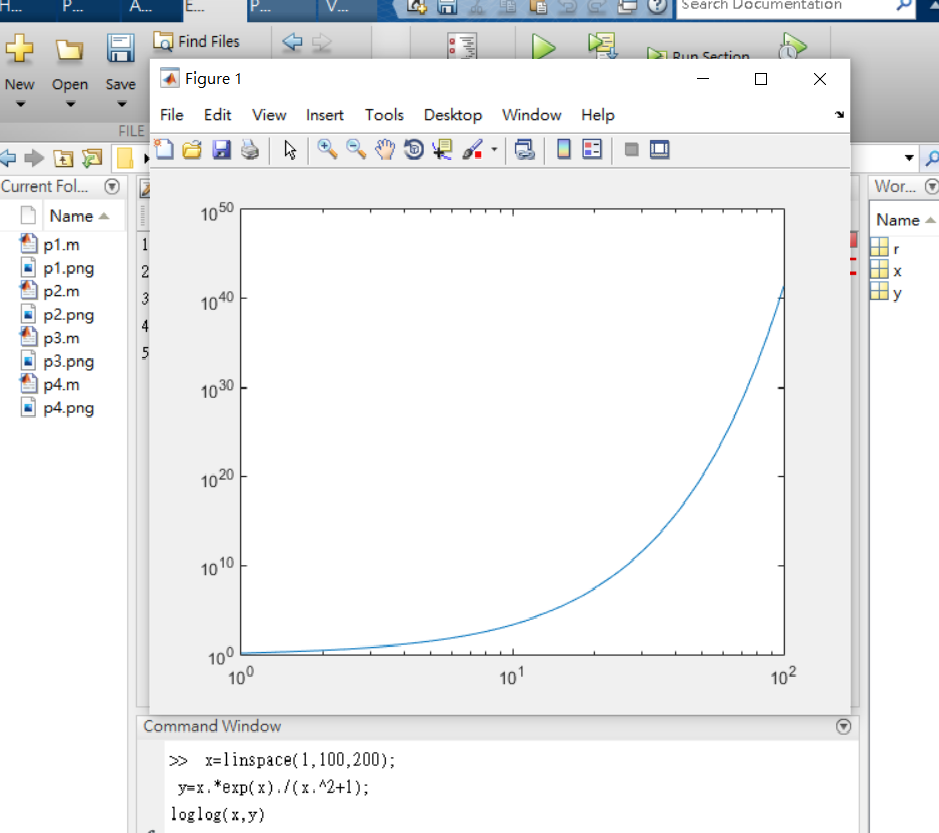 H... P... A... E... P... V... Search Documentation
Find Files
New Open Save Run Section
FILE
Figure 1
File Edit View Insert Tools Desktop Window Help
Current Fol... Wor...
Name Name
p1.m
p1.png
p2.m
p2.png
p3.m
p3.png
p4.m
p4.png
1
2
3
4
5
r
x
y
10^50
10^40
10^30
10^20
10^10
10^0
10^0 10^1 10^2
Command Window
>> x=linspace(1,100,200);
y=x.*exp(x)./(x.^2+1);
loglog(x,y)